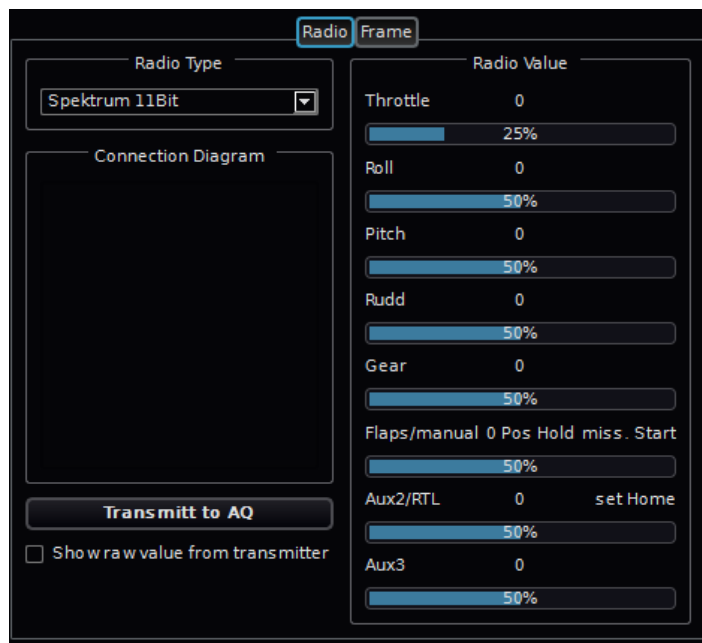 Radio Frame
Radio Type
Spektrum 11Bit
Connection Diagram
Transmitt to AQ
Show raw value from transmitter
Radio Value
Throttle 0
25%
Roll 0
50%
Pitch 0
50%
Rudd 0
50%
Gear 0
50%
Flaps/manual 0 Pos Hold miss. Start
50%
Aux2/RTL 0 set Home
50%
Aux3 0
50%